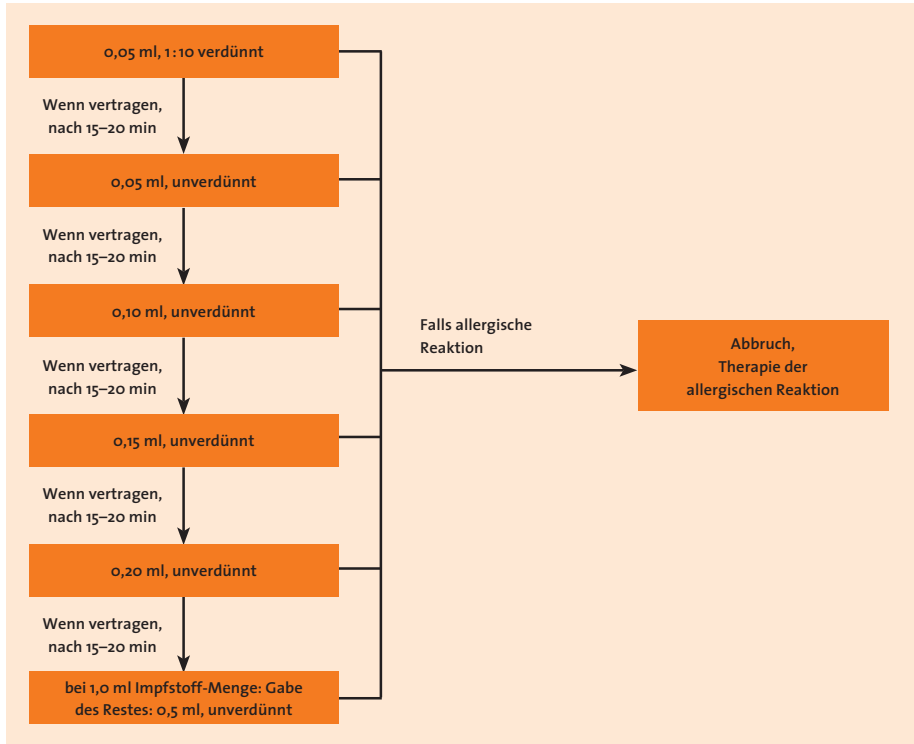 0,05 ml, 1:10 verdünnt
Wenn vertragen,
nach 15–20 min
0,05 ml, unverdünnt
Wenn vertragen,
nach 15–20 min
0,10 ml, unverdünnt
Wenn vertragen,
nach 15–20 min
0,15 ml, unverdünnt
Wenn vertragen,
nach 15–20 min
0,20 ml, unverdünnt
Wenn vertragen,
nach 15–20 min
bei 1,0 ml Impfstoff-Menge: Gabe
des Restes: 0,5 ml, unverdünnt
Falls allergische
Reaktion
Abbruch,
Therapie der
allergischen Reaktion